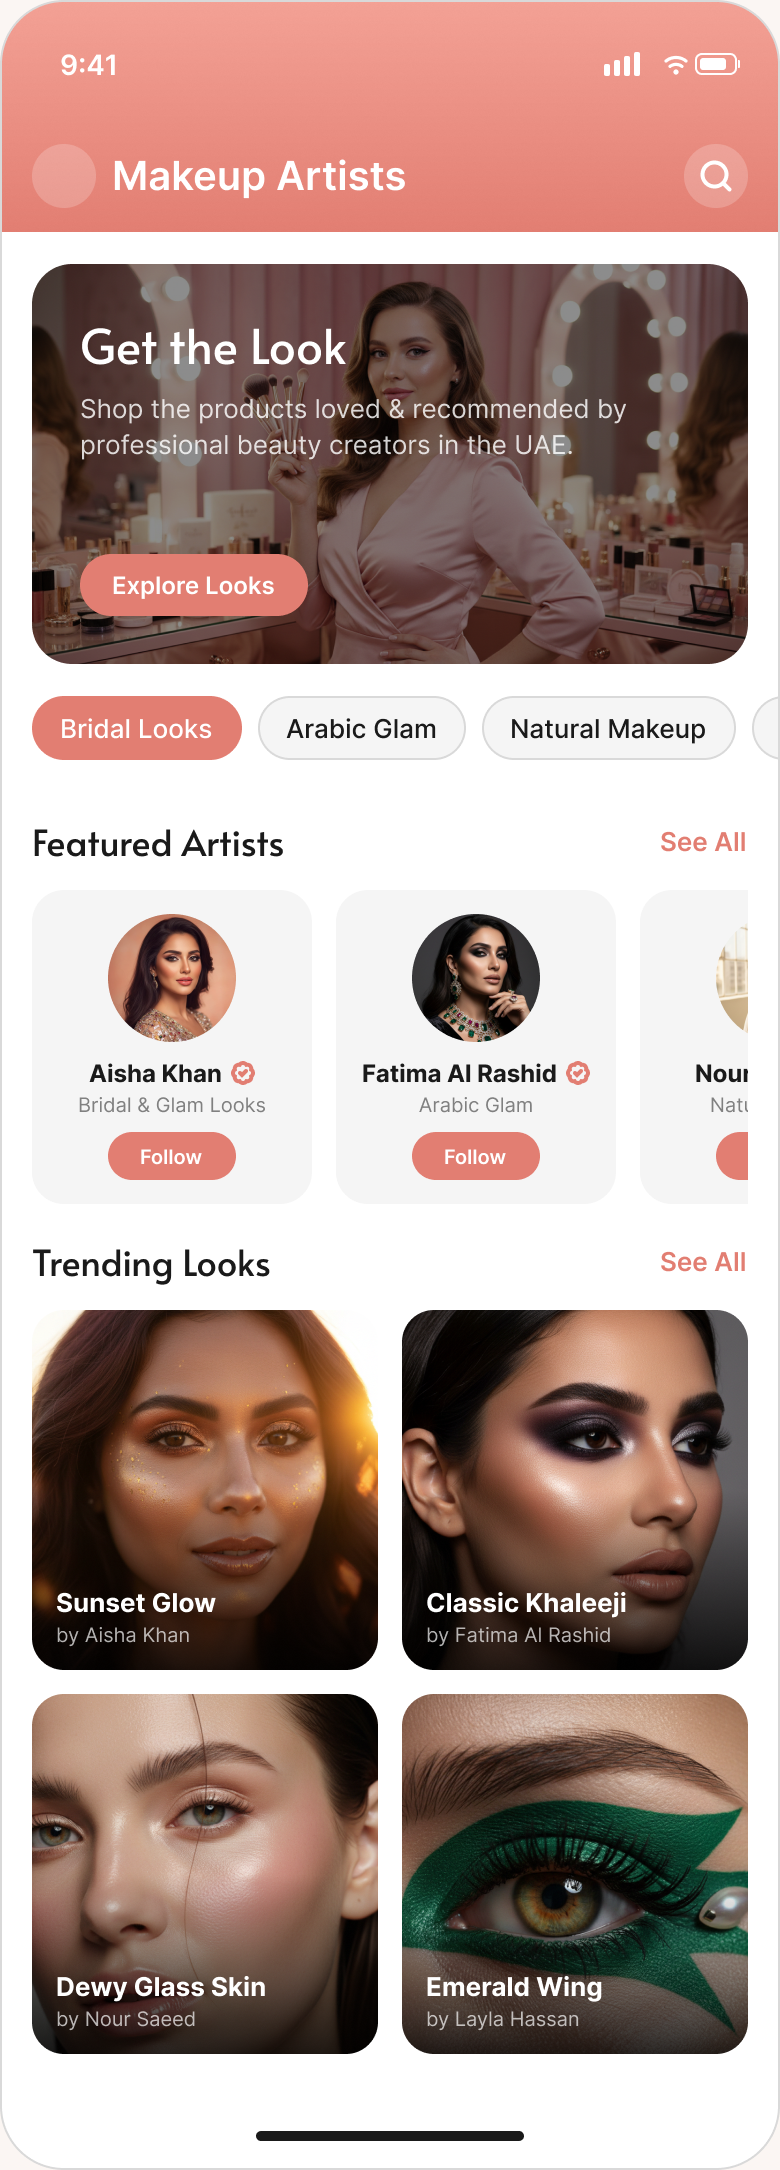 9:41
Makeup Artists
Get the Look
Shop the products loved & recommended by
professional beauty creators in the UAE.
Explore Looks
Bridal Looks
Arabic Glam
Natural Makeup
Featured Artists
See All
Aisha Khan
Bridal & Glam Looks
Follow
Fatima Al Rashid
Arabic Glam
Follow
Nour
Natu
Trending Looks
See All
Sunset Glow
by Aisha Khan
Classic Khaleeji
by Fatima Al Rashid
Dewy Glass Skin
by Nour Saeed
Emerald Wing
by Layla Hassan